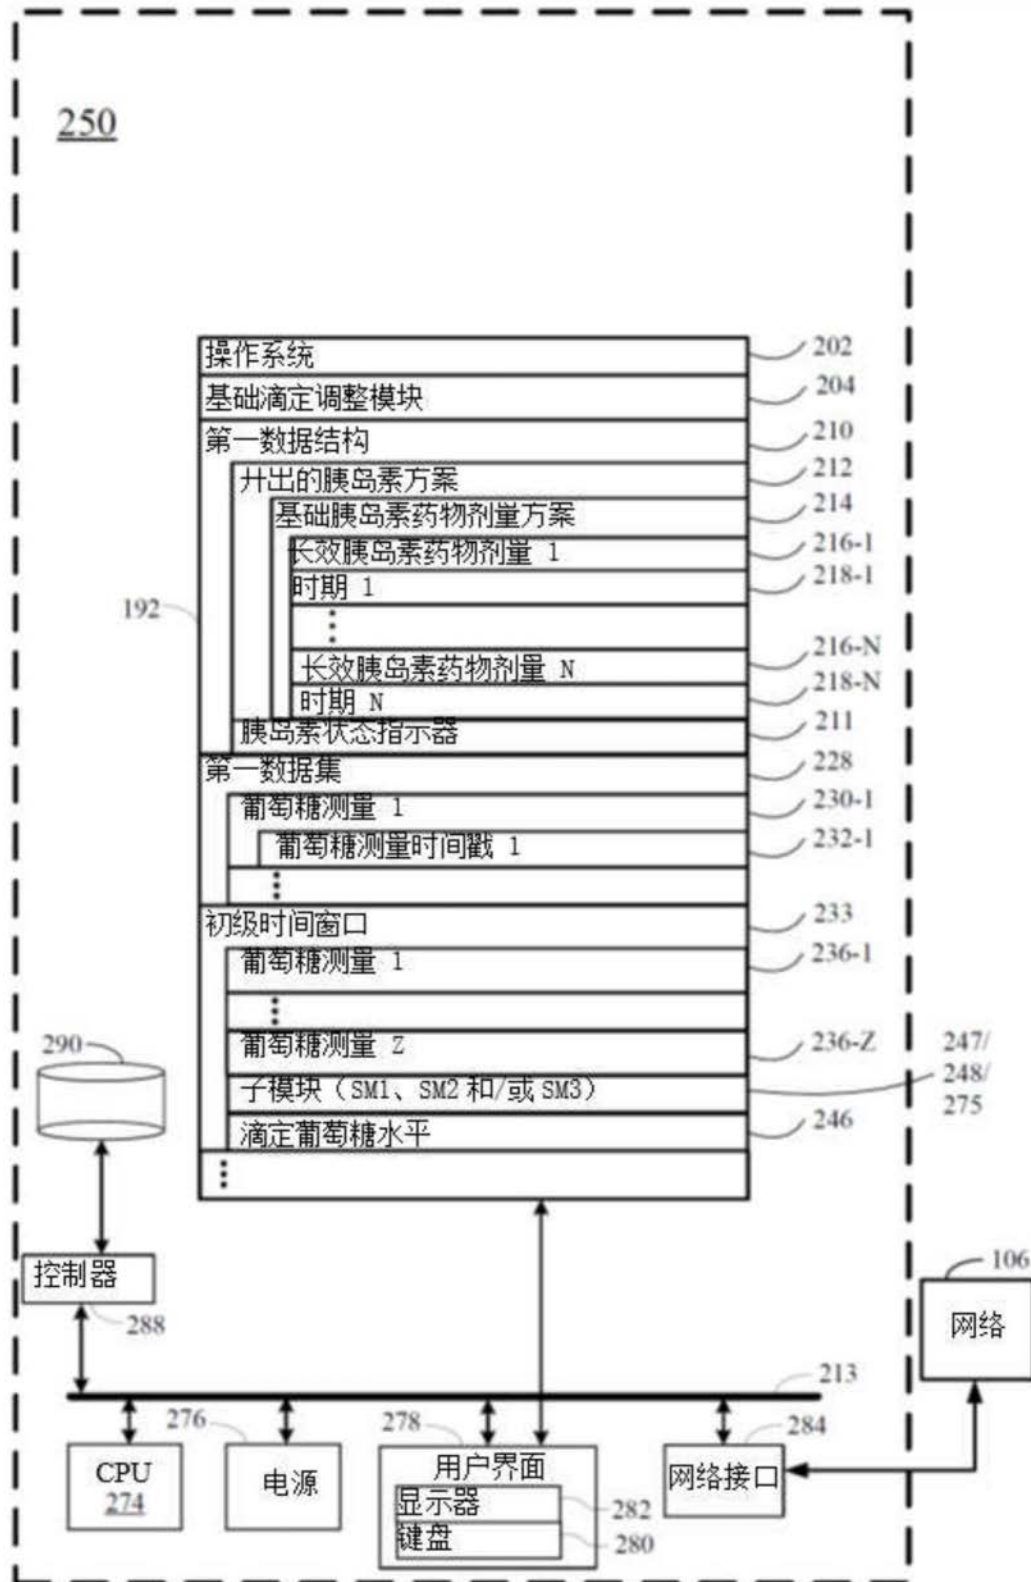 250
操作系统
202
基础滴定调整模块
204
第一数据结构
210
开出的胰岛素方案
212
基础胰岛素药物剂量方案
214
长效胰岛素药物剂量 1
216-1
时期 1
218-1
192
长效胰岛素药物剂量 N
216-N
时期 N
218-N
胰岛素状态指示器
211
第一数据集
228
葡萄糖测量 1
230-1
葡萄糖测量时间戳 1
232-1
初级时间窗口
233
葡萄糖测量 1
236-1
葡萄糖测量 Z
236-Z
子模块（SM1、SM2 和/或 SM3）
247/
248/
275
滴定葡萄糖水平
246
290
控制器
288
106
网络
213
CPU
274
276
电源
278
用户界面
显示器
282
键盘
280
284
网络接口